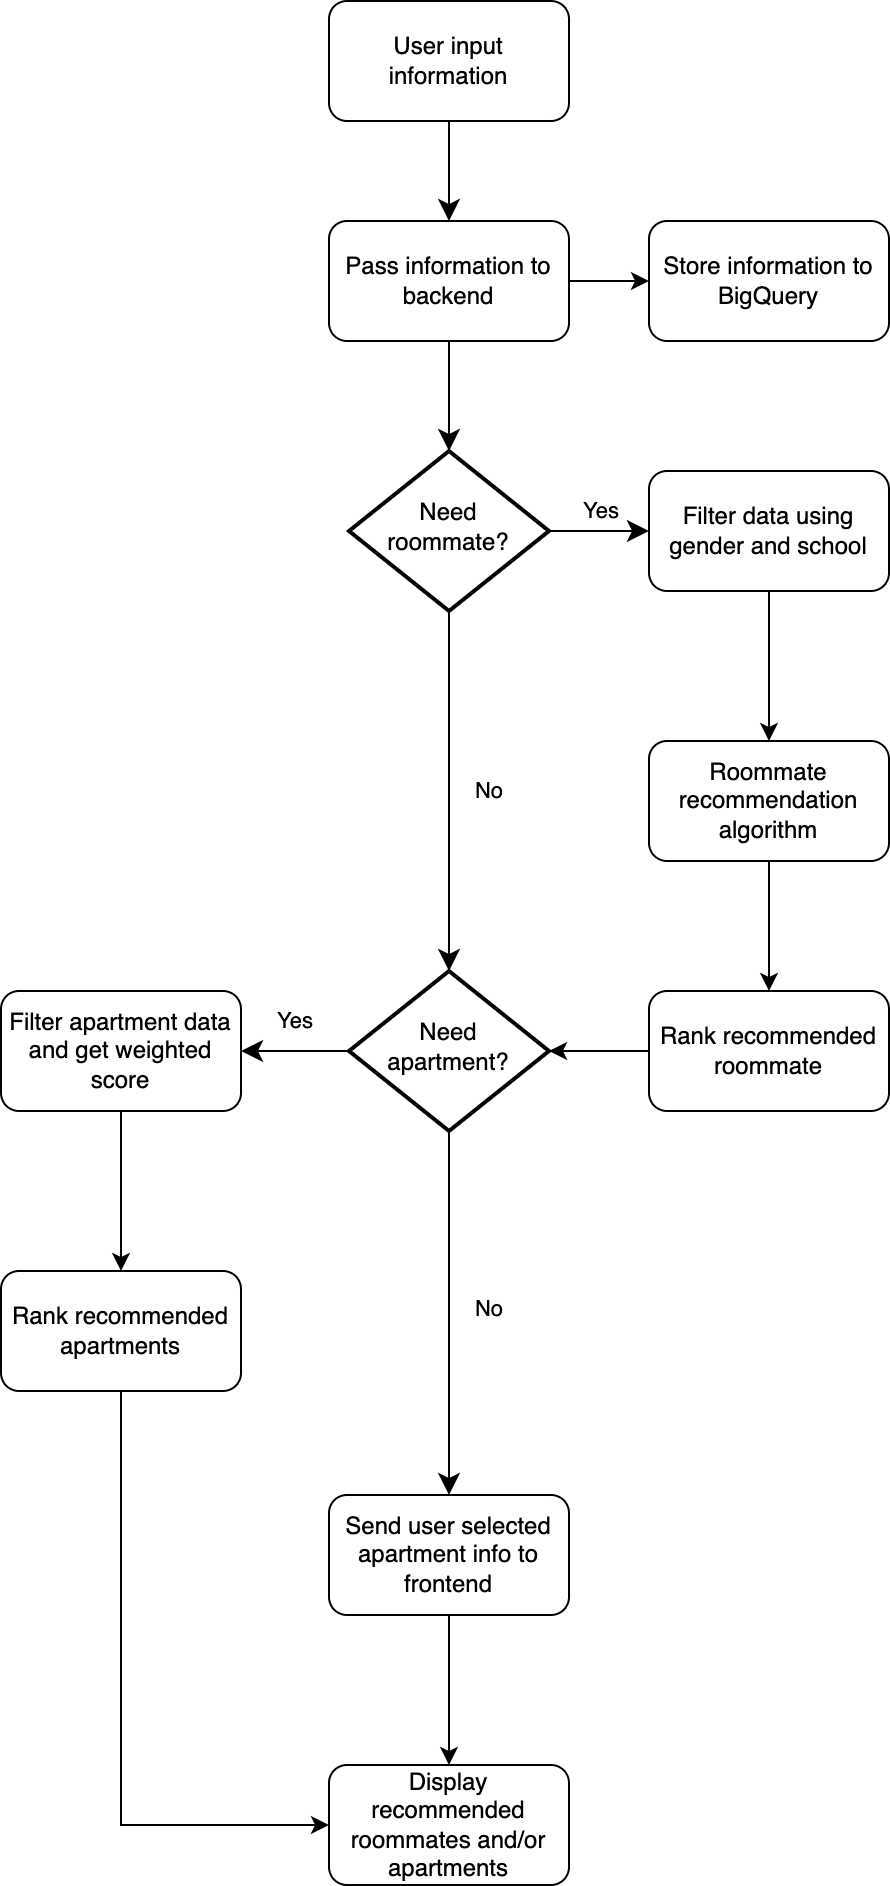 User input
information
Pass information to
backend
Store information to
BigQuery
Need
roommate?
Yes
Filter data using
gender and school
No
Roommate
recommendation
algorithm
Filter apartment data
and get weighted
score
Yes
Need
apartment?
Rank recommended
roommate
Rank recommended
apartments
No
Send user selected
apartment info to
frontend
Display
recommended
roommates and/or
apartments